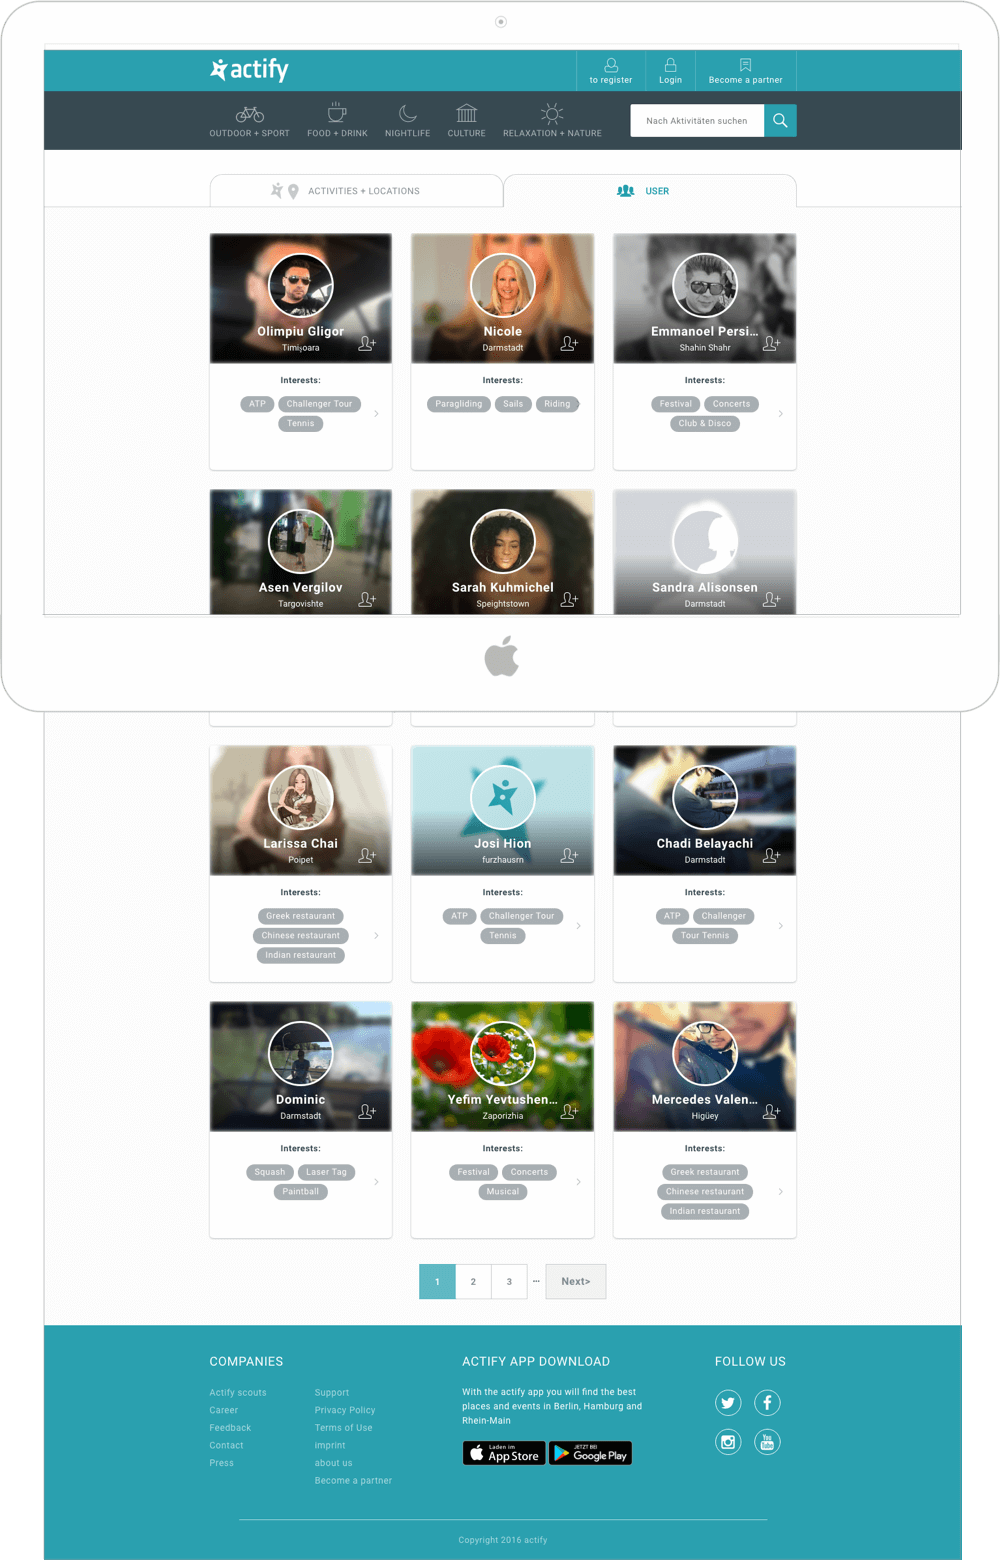 actify
to register
Login
Become a partner
OUTDOOR + SPORT
FOOD + DRINK
NIGHTLIFE
CULTURE
RELAXATION + NATURE
Nach Aktivitäten suchen
ACTIVITIES + LOCATIONS
USER
Olimpiu Gligor
Timișoara
Interests:
ATP
Challenger Tour
Tennis
Nicole
Darmstadt
Interests:
Paragliding
Sails
Riding
Emmanoel Persi...
Shahin Shahr
Interests:
Festival
Concerts
Club & Disco
Asen Vergilov
Targovishte
Sarah Kuhmichel
Speightstown
Sandra Alisonsen
Darmstadt
Larissa Chai
Poipet
Interests:
Greek restaurant
Chinese restaurant
Indian restaurant
Josi Hion
furzhausrn
Interests:
ATP
Challenger Tour
Tennis
Chadi Belayachi
Darmstadt
Interests:
ATP
Challenger
Tour Tennis
Dominic
Darmstadt
Interests:
Squash
Laser Tag
Paintball
Yefim Yevtushen...
Zaporizhia
Interests:
Festival
Concerts
Musical
Mercedes Valen...
Higüey
Interests:
Greek restaurant
Chinese restaurant
Indian restaurant
1
2
3
...
Next>
COMPANIES
Actify scouts
Career
Feedback
Contact
Press
Support
Privacy Policy
Terms of Use
imprint
about us
Become a partner
ACTIFY APP DOWNLOAD
With the actify app you will find the best
places and events in Berlin, Hamburg and
Rhein-Main
Laden im
App Store
JETZT BEI
Google Play
FOLLOW US
You
Tube
Copyright 2016 actify